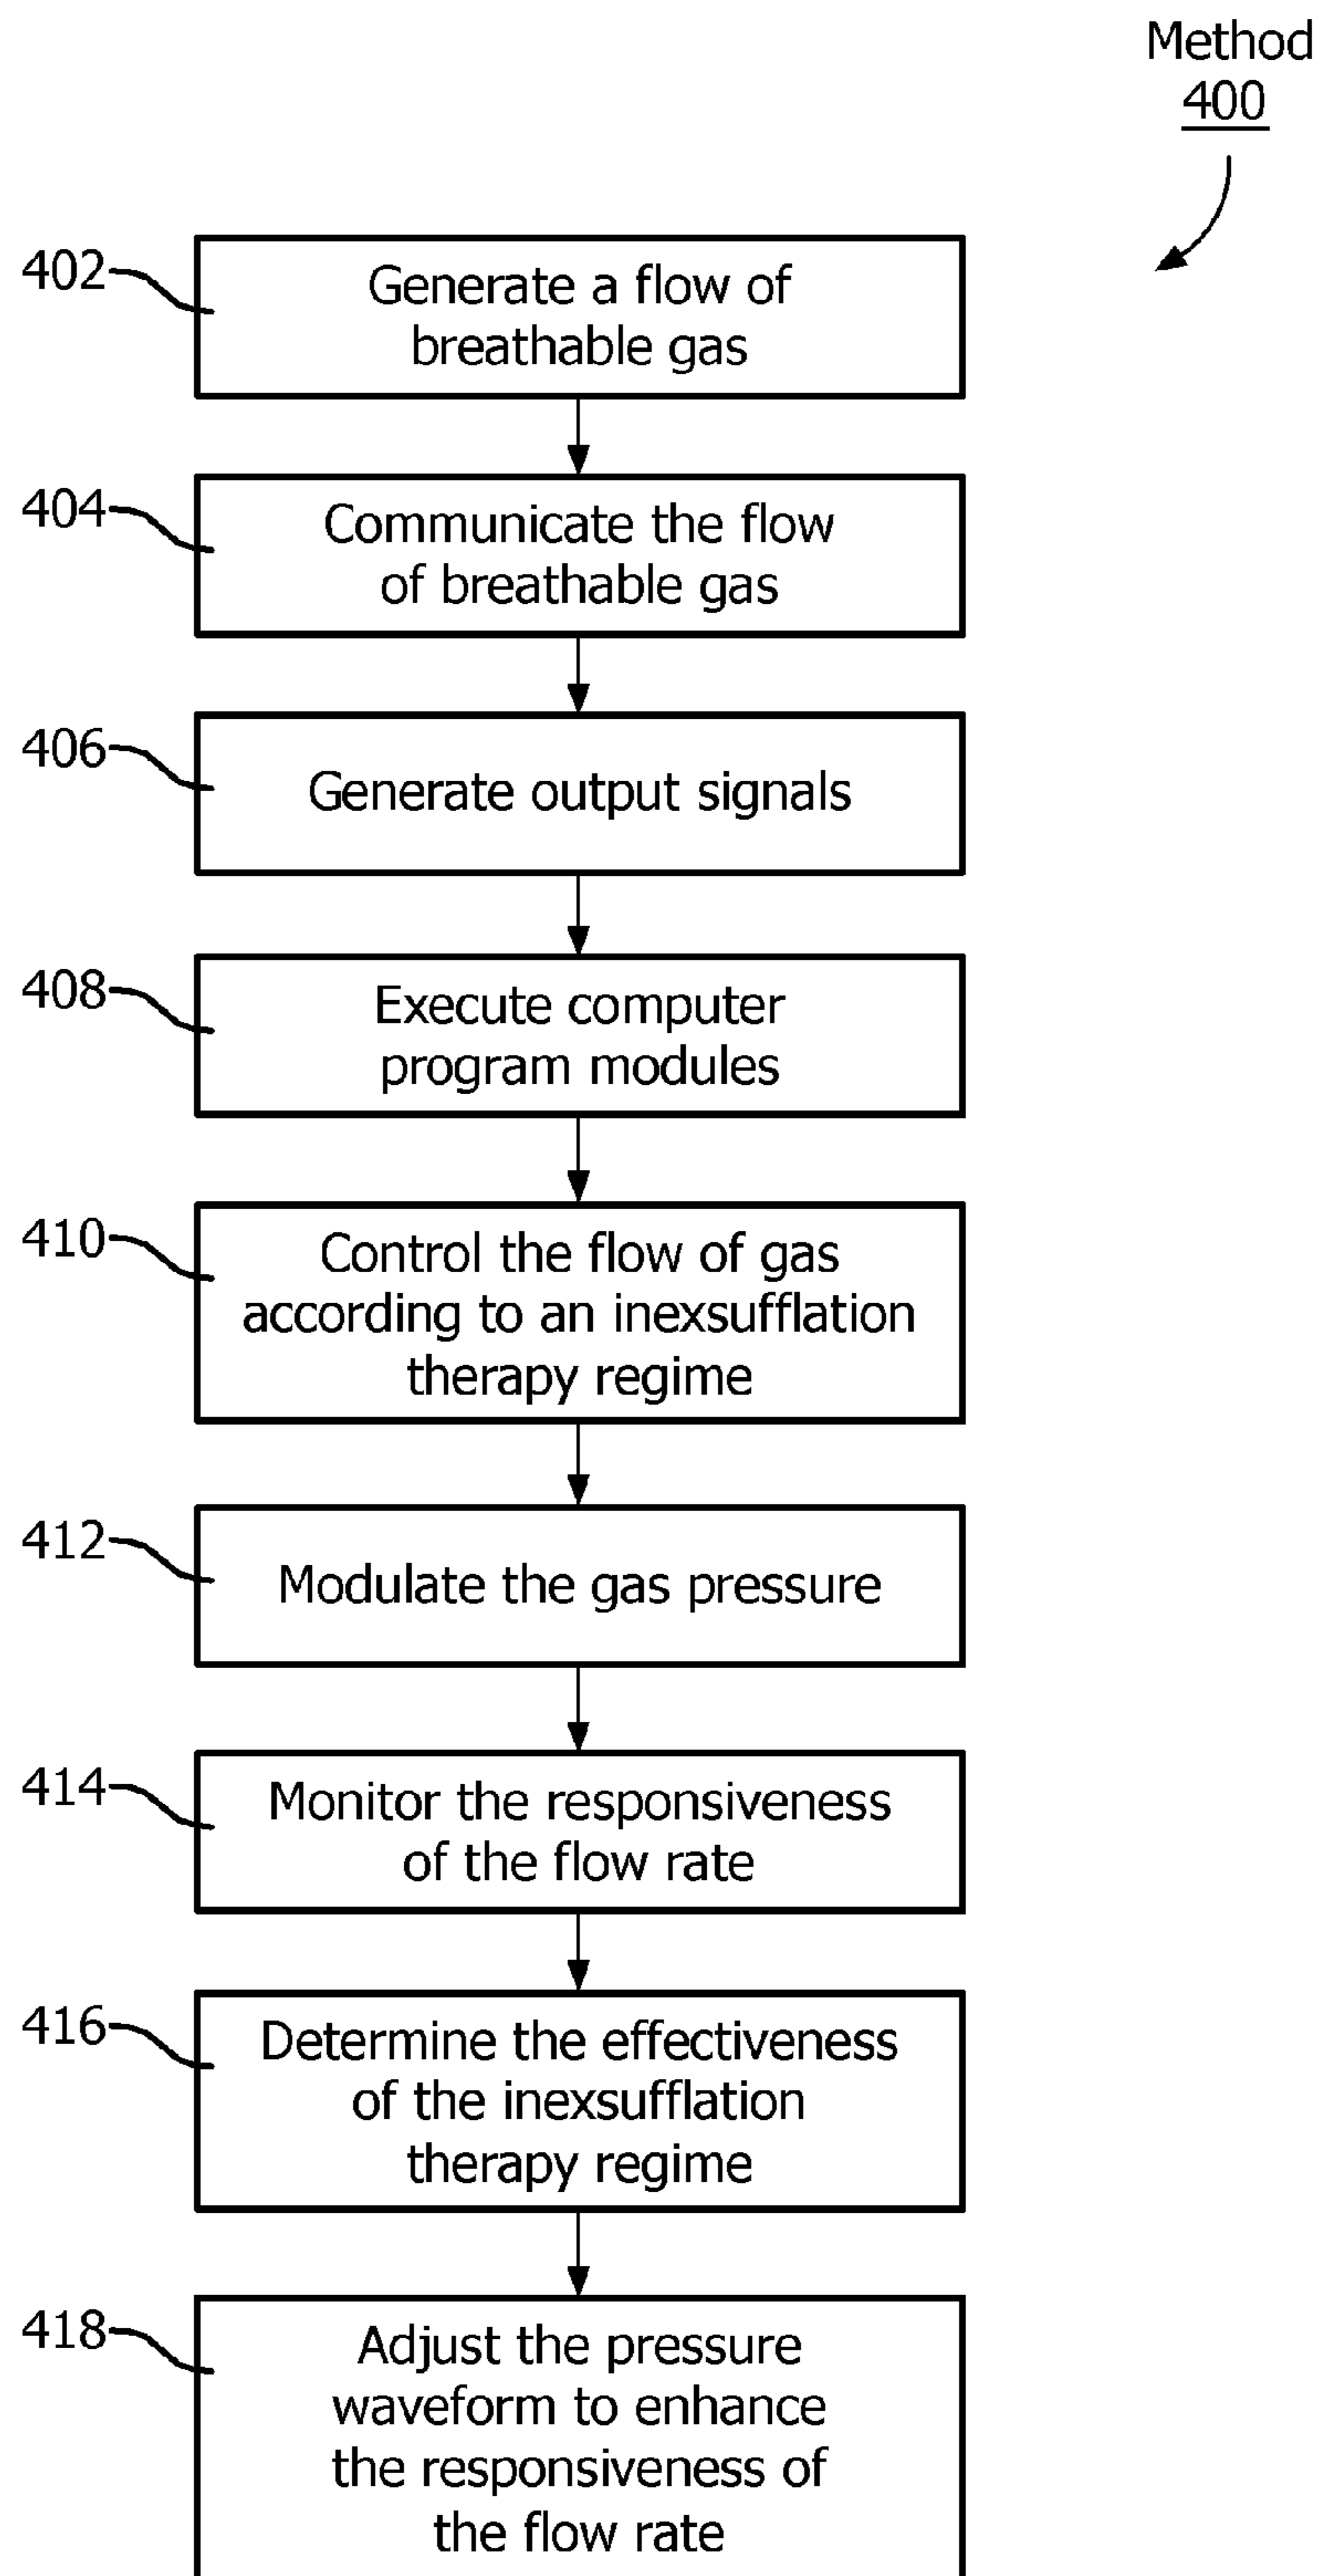 Method
400
402
Generate a flow of
breathable gas
404
Communicate the flow
of breathable gas
406
Generate output signals
408
Execute computer
program modules
410
Control the flow of gas
according to an inexsufflation
therapy regime
412
Modulate the gas pressure
414
Monitor the responsiveness
of the flow rate
416
Determine the effectiveness
of the inexsufflation
therapy regime
418
Adjust the pressure
waveform to enhance
the responsiveness of
the flow rate